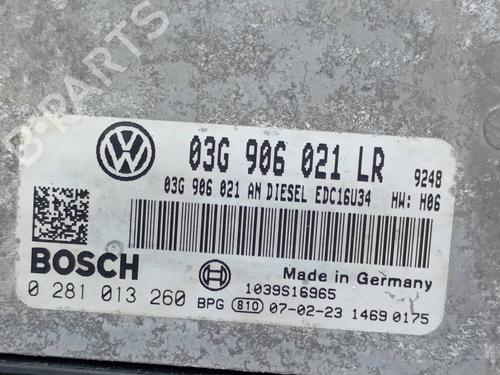 B-Parts
03G 906 021 LR 9248
03G 906 021 AN DIESEL EDC16U34 HW: H06
BOSCH
Made in Germany
1039S16965
0 281 013 260 BPG 810 07-02-23 1469 0175